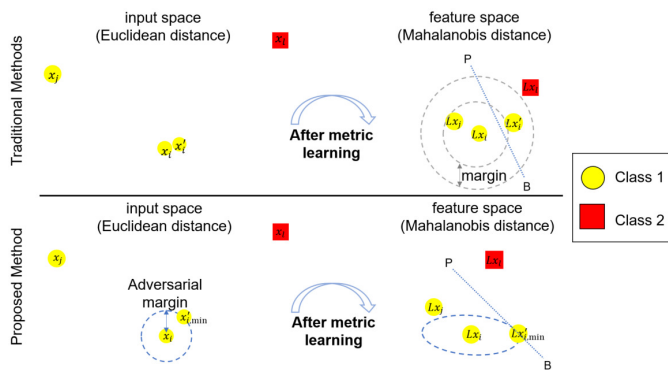 Traditional Methods
input space
(Euclidean distance)
feature space
(Mahalanobis distance)
x_j
x_l
x_i
x'_i
After metric
learning
P
Lx_l
Lx_j
Lx_i
Lx'_i
margin
B
Class 1
Class 2
Proposed Method
input space
(Euclidean distance)
feature space
(Mahalanobis distance)
x_j
x_l
Adversarial
margin
x'_{i,min}
x_i
After metric
learning
P
Lx_l
Lx_j
Lx_i
Lx'_{i,min}
B